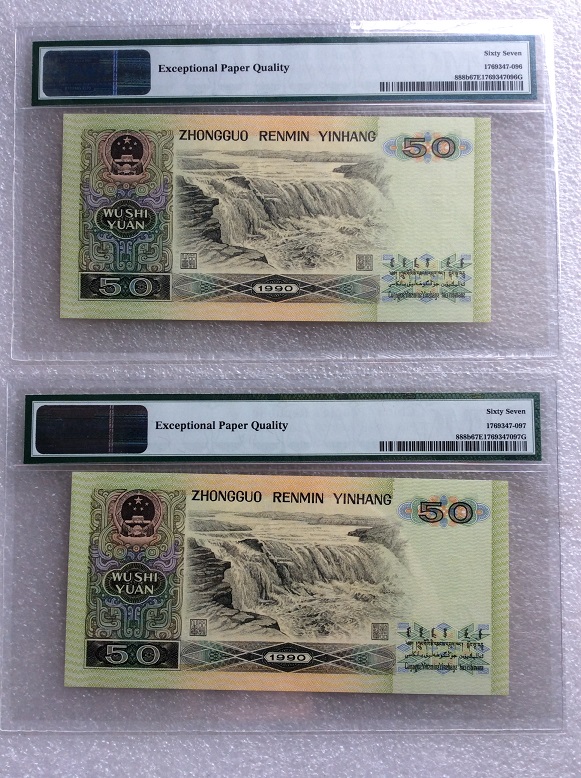 Exceptional Paper Quality
Sixty Seven
1769347-096
888b67E1769347096G
ZHONGGUO RENMIN YINHANG
50
WU SHI
YUAN
50
1990
Exceptional Paper Quality
Sixty Seven
1769347-097
888b67E1769347097G
ZHONGGUO RENMIN YINHANG
50
WU SHI
YUAN
50
1990